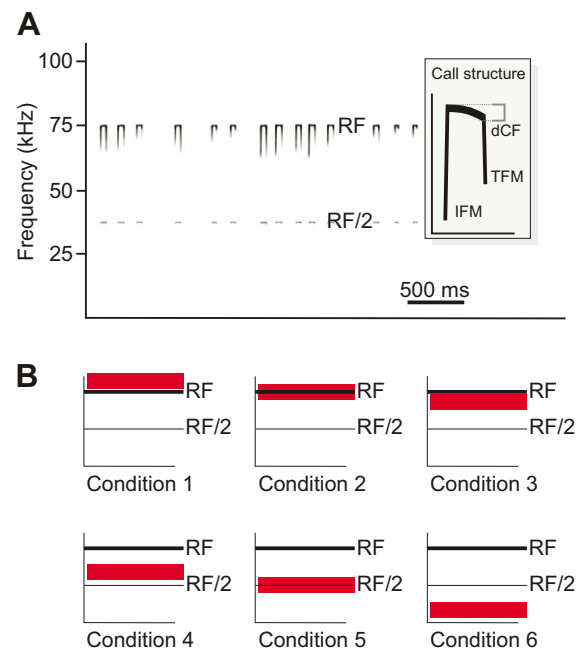 A
100
75
50
25
Frequency (kHz)
RF
RF/2
500 ms
Call structure
dCF
TFM
IFM
B
RF
RF/2
Condition 1
RF
RF/2
Condition 2
RF
RF/2
Condition 3
RF
RF/2
Condition 4
RF
RF/2
Condition 5
RF
RF/2
Condition 6